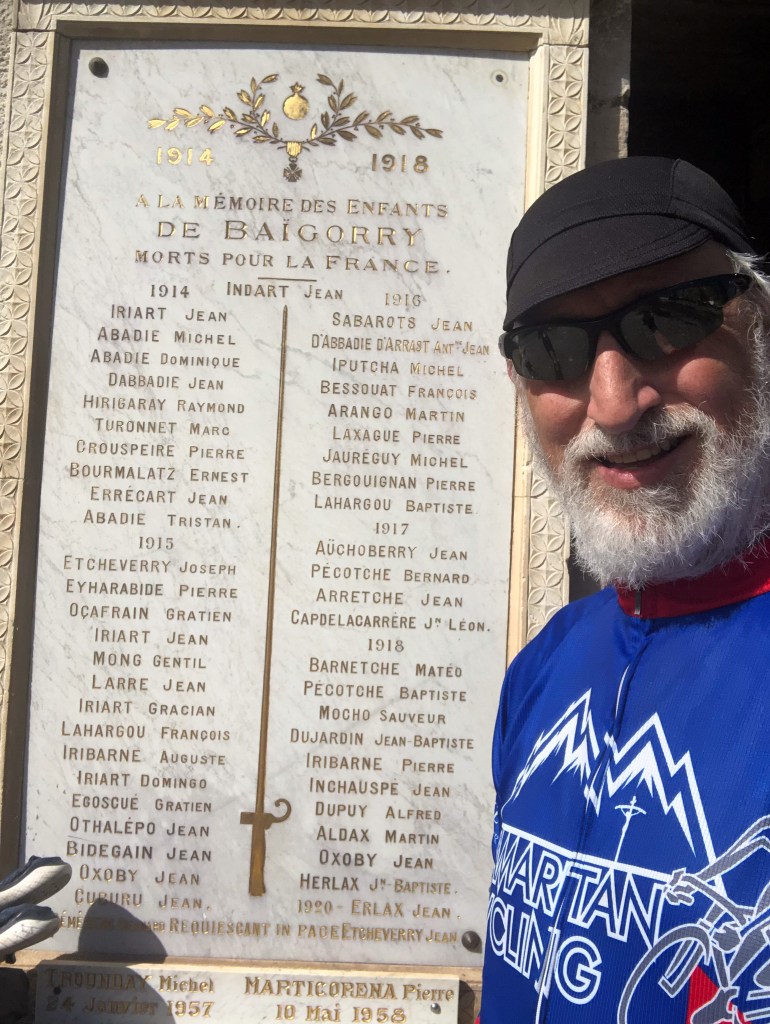 1914 1918
A LA MÉMOIRE DES ENFANTS
DE BAÏGORRY
MORTS POUR LA FRANCE.
INDART JEAN
1914
IRIART JEAN
ABADIE MICHEL
ABADIE DOMINIQUE
DABBADIE JEAN
HIRIGARAY RAYMOND
TURONNET MARC
CROUSPEIRE PIERRE
BOURMALATZ ERNEST
ERRÉCART JEAN
ABADIE TRISTAN.
1915
ETCHEVERRY JOSEPH
EYHARABIDE PIERRE
OÇAFRAIN GRATIEN
IRIART JEAN
MONG GENTIL
LARRE JEAN
IRIART GRACIAN
LAHARGOU FRANÇOIS
IRIBARNE AUGUSTE
IRIART DOMINGO
EGOSCUÉ GRATIEN
OTHALÉPO JEAN
BIDEGAIN JEAN
OXOBY JEAN
CUBURU JEAN.
1916
SABAROTS JEAN
D'ABBADIE D'ARRAST ANTNE JEAN
IPUTCHA MICHEL
BESSOUAT FRANÇOIS
ARANGO MARTIN
LAXAGUE PIERRE
JAURÉGUY MICHEL
BERGOUIGNAN PIERRE
LAHARGOU BAPTISTE
1917
AÜCHOBERRY JEAN
PÉCOTCHE BERNARD
ARRETCHE JEAN
CAPDELACARRÈRE JN LÉON.
1918
BARNETCHE MATÉO
PÉCOTCHE BAPTISTE
MOCHO SAUVEUR
DUJARDIN JEAN-BAPTISTE
IRIBARNE PIERRE
INCHAUSPÉ JEAN
DUPUY ALFRED
ALDAX MARTIN
OXOBY JEAN
HERLAX JN-BAPTISTE.
1920 - ERLAX JEAN.
REQUIESCANT IN PACE ETCHEVERRY JEAN
MICHEL MARTICORENA PIERRE
24 JANVIER 1957 10 MAI 1958
AMARITAN
CYCLING